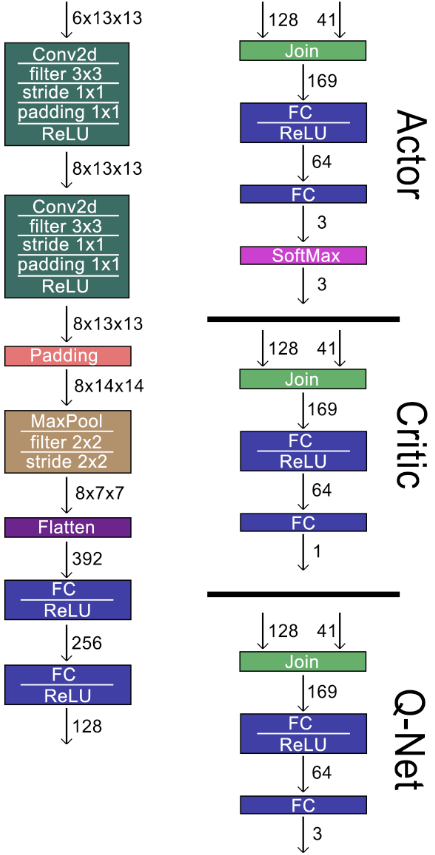 6x13x13
Conv2d
filter 3x3
stride 1x1
padding 1x1
ReLU
8x13x13
Conv2d
filter 3x3
stride 1x1
padding 1x1
ReLU
8x13x13
Padding
8x14x14
MaxPool
filter 2x2
stride 2x2
8x7x7
Flatten
392
FC
ReLU
256
FC
ReLU
128
128 41
Join
169
FC
ReLU
64
FC
3
SoftMax
3
Actor
128 41
Join
169
FC
ReLU
64
FC
1
Critic
128 41
Join
169
FC
ReLU
64
FC
3
Q-Net